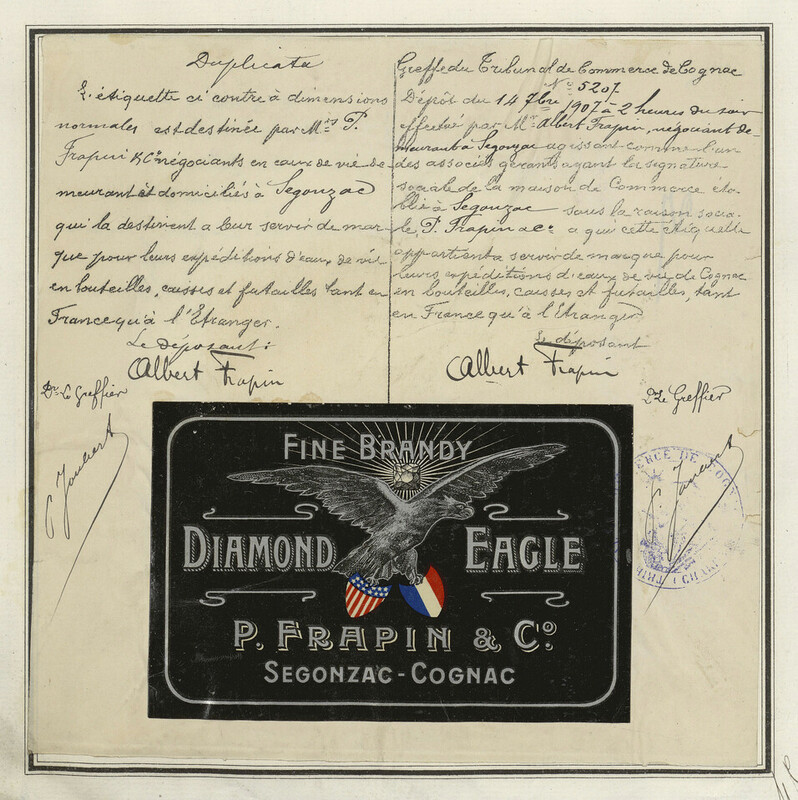 Duplicata
L'étiquette ci contre à dimensions
normales est destinée par Mrs P.
Frapin & Co négociants en eaux de vie de-
meurant et domiciliés à Segonzac
qui la destinent a leur servir de mar-
que pour leurs expéditions d'eaux de vie
en bouteilles, caisses et futailles tant en
France qu'à l'Etranger.
Le déposant:
Albert Frapin
Le Greffier
Greffe du Tribunal de Commerce de Cognac
No 5207
Dépôt du 14 7bre 1907 à 2 heures du soir
effectué par Mr Albert Frapin, négociant de-
meurant à Segonzac agissant comme l'un
des associés gérants ayant la signature
sociale de la maison de Commerce éta-
blie à Segonzac sous la raison socia-
le P. Frapin & Co a que cette étiquette
appartient a servir de marque pour
leurs expéditions d'eaux de vie de Cognac
en bouteilles, caisses et futailles, tant
en France qu'à l'Etranger
Le déposant
Albert Frapin
Le Greffier
FINE BRANDY
DIAMOND EAGLE
P. FRAPIN & Co.
SEGONZAC - COGNAC